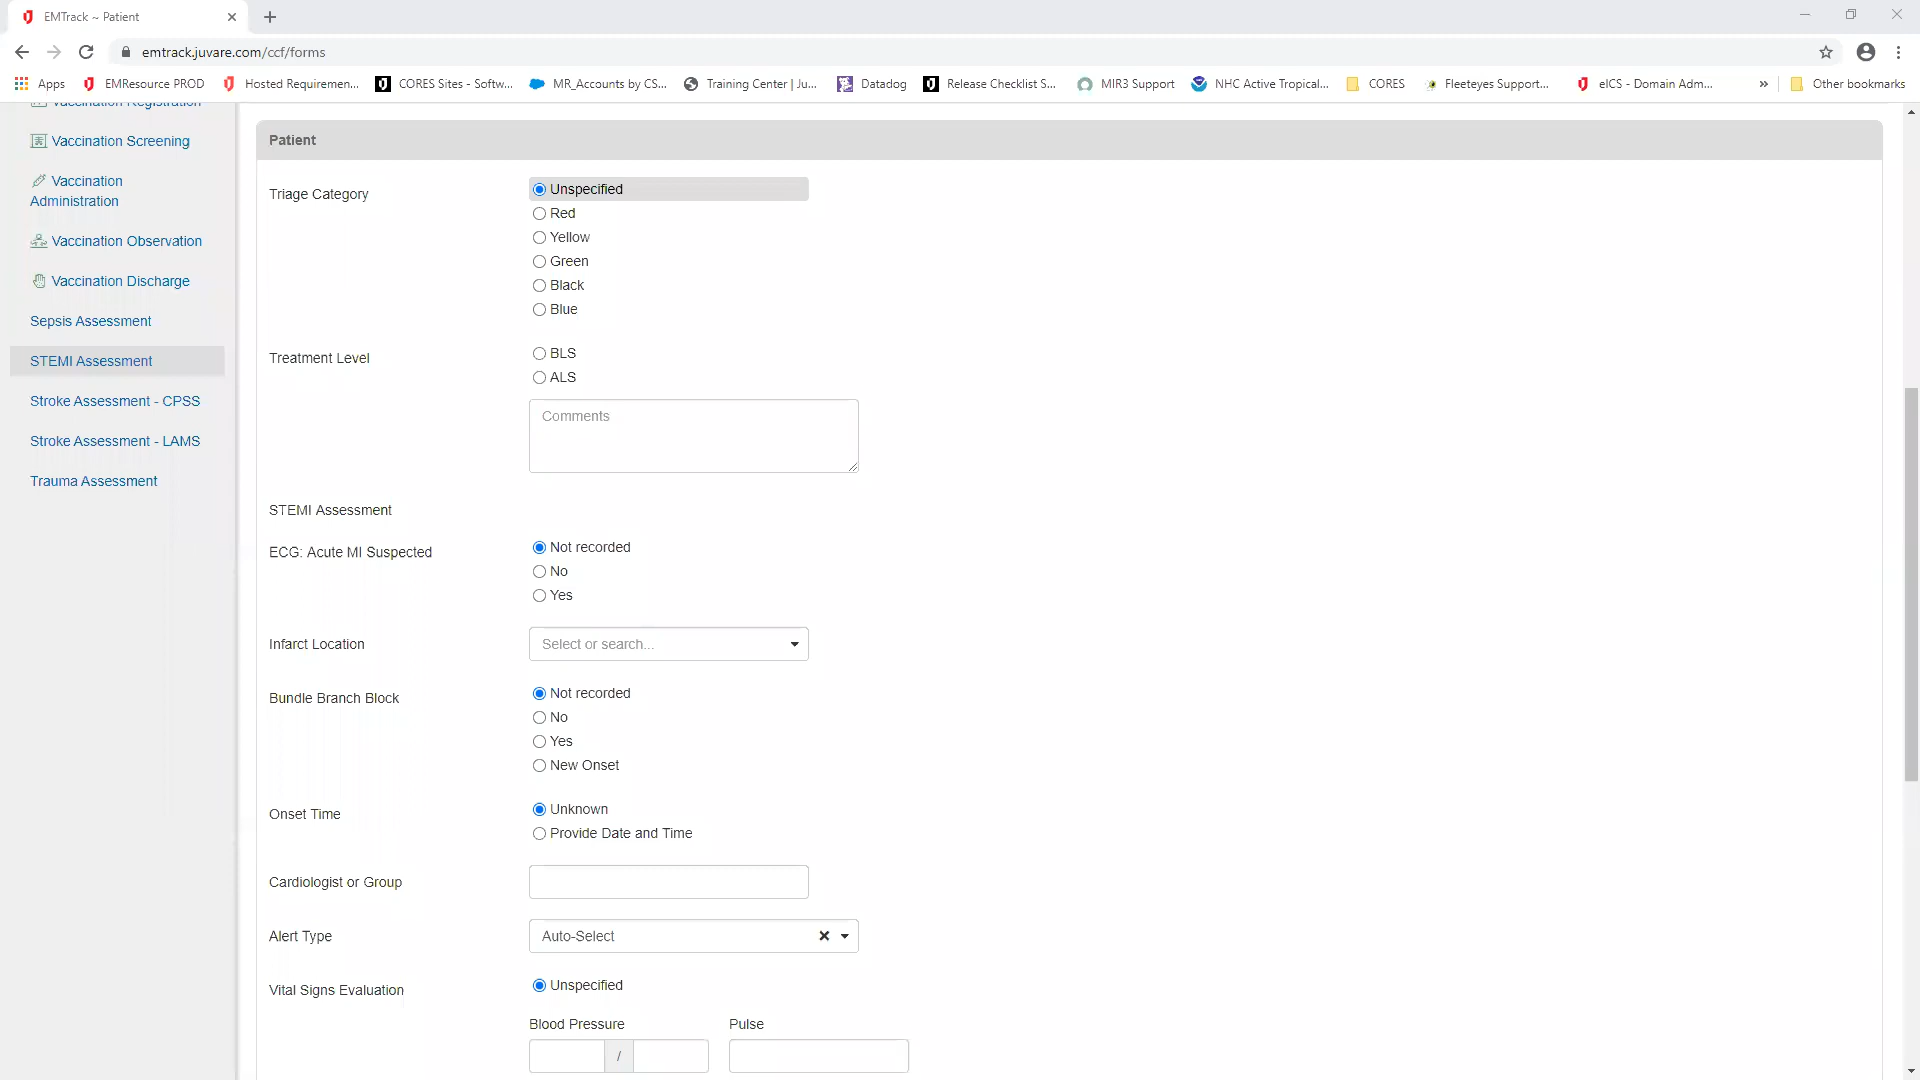 EMTrack ~ Patient
emtrack.juvare.com/ccf/forms
Apps
EMResource PROD
Hosted Requiremen...
CORES Sites - Softw...
MR_Accounts by CS...
Training Center | Ju...
Datadog
Release Checklist S...
MIR3 Support
NHC Active Tropical...
CORES
Fleeteyes Support...
eICS - Domain Adm...
»
Other bookmarks
Vaccination Registration
Vaccination Screening
Vaccination
Administration
Vaccination Observation
Vaccination Discharge
Sepsis Assessment
STEMI Assessment
Stroke Assessment - CPSS
Stroke Assessment - LAMS
Trauma Assessment
Patient
Triage Category
Unspecified
Red
Yellow
Green
Black
Blue
Treatment Level
BLS
ALS
Comments
STEMI Assessment
ECG: Acute MI Suspected
Not recorded
No
Yes
Infarct Location
Select or search...
Bundle Branch Block
Not recorded
No
Yes
New Onset
Onset Time
Unknown
Provide Date and Time
Cardiologist or Group
Alert Type
Auto-Select
Vital Signs Evaluation
Unspecified
Blood Pressure
Pulse
/